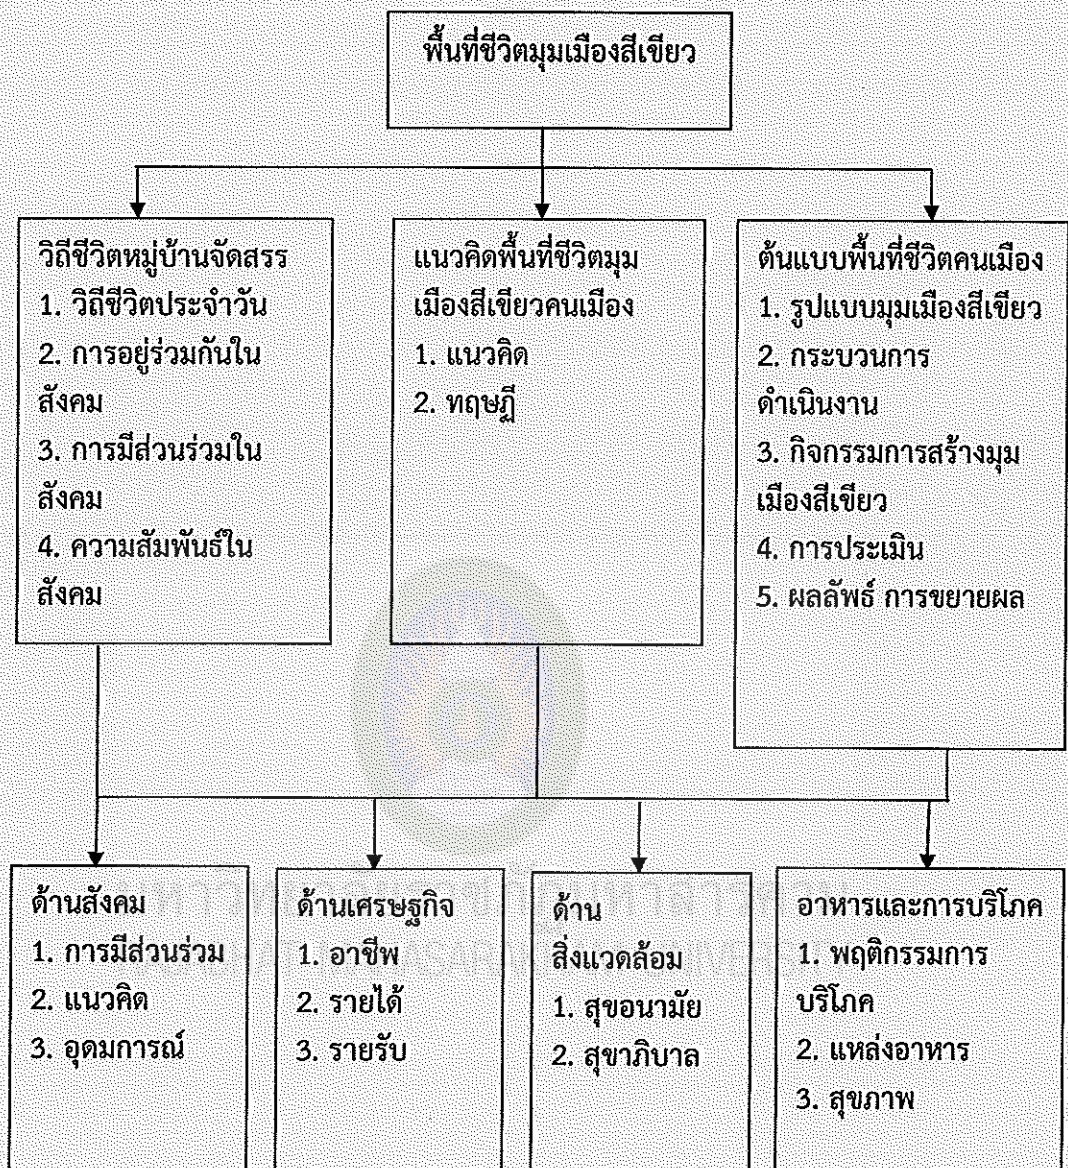 พื้นที่ชีวิตมุมเมืองสีเขียว
วิถีชีวิตหมู่บ้านจัดสรร
1. วิถีชีวิตประจำวัน
2. การอยู่ร่วมกันใน
สังคม
3. การมีส่วนร่วมใน
สังคม
4. ความสัมพันธ์ใน
สังคม
แนวคิดพื้นที่ชีวิตมุม
เมืองสีเขียวคนเมือง
1. แนวคิด
2. ทฤษฎี
ต้นแบบพื้นที่ชีวิตคนเมือง
1. รูปแบบมุมเมืองสีเขียว
2. กระบวนการ
ดำเนินงาน
3. กิจกรรมการสร้างมุม
เมืองสีเขียว
4. การประเมิน
5. ผลลัพธ์ การขยายผล
ด้านสังคม
1. การมีส่วนร่วม
2. แนวคิด
3. อุดมการณ์
ด้านเศรษฐกิจ
1. อาชีพ
2. รายได้
3. รายรับ
ด้าน
สิ่งแวดล้อม
1. สุขอนามัย
2. สุขาภิบาล
อาหารและการบริโภค
1. พฤติกรรมการ
บริโภค
2. แหล่งอาหาร
3. สุขภาพ